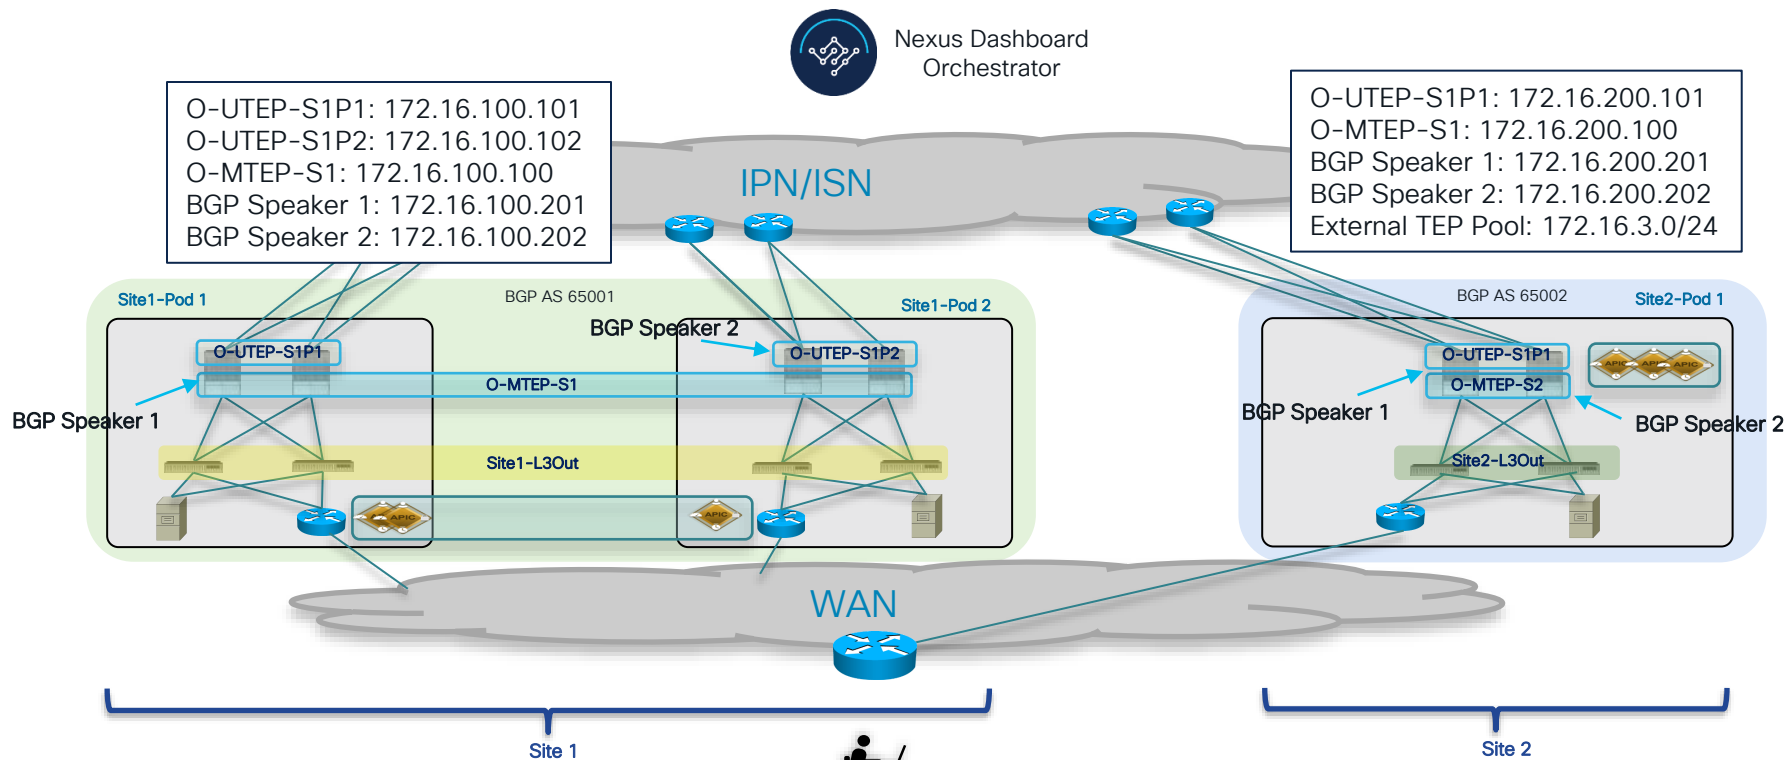 Nexus Dashboard
Orchestrator
O-UTEP-S1P1: 172.16.100.101
O-UTEP-S1P2: 172.16.100.102
O-MTEP-S1: 172.16.100.100
BGP Speaker 1: 172.16.100.201
BGP Speaker 2: 172.16.100.202
O-UTEP-S1P1: 172.16.200.101
O-MTEP-S1: 172.16.200.100
BGP Speaker 1: 172.16.200.201
BGP Speaker 2: 172.16.200.202
External TEP Pool: 172.16.3.0/24
IPN/ISN
Site1-Pod 1
BGP AS 65001
Site1-Pod 2
BGP AS 65002
Site2-Pod 1
BGP Speaker 2
O-UTEP-S1P1
O-UTEP-S1P2
O-UTEP-S1P1
APIC
APIC
APIC
O-MTEP-S1
O-MTEP-S2
BGP Speaker 1
BGP Speaker 1
BGP Speaker 2
Site1-L3Out
Site2-L3Out
APIC
APIC
WAN
Site 1
Site 2